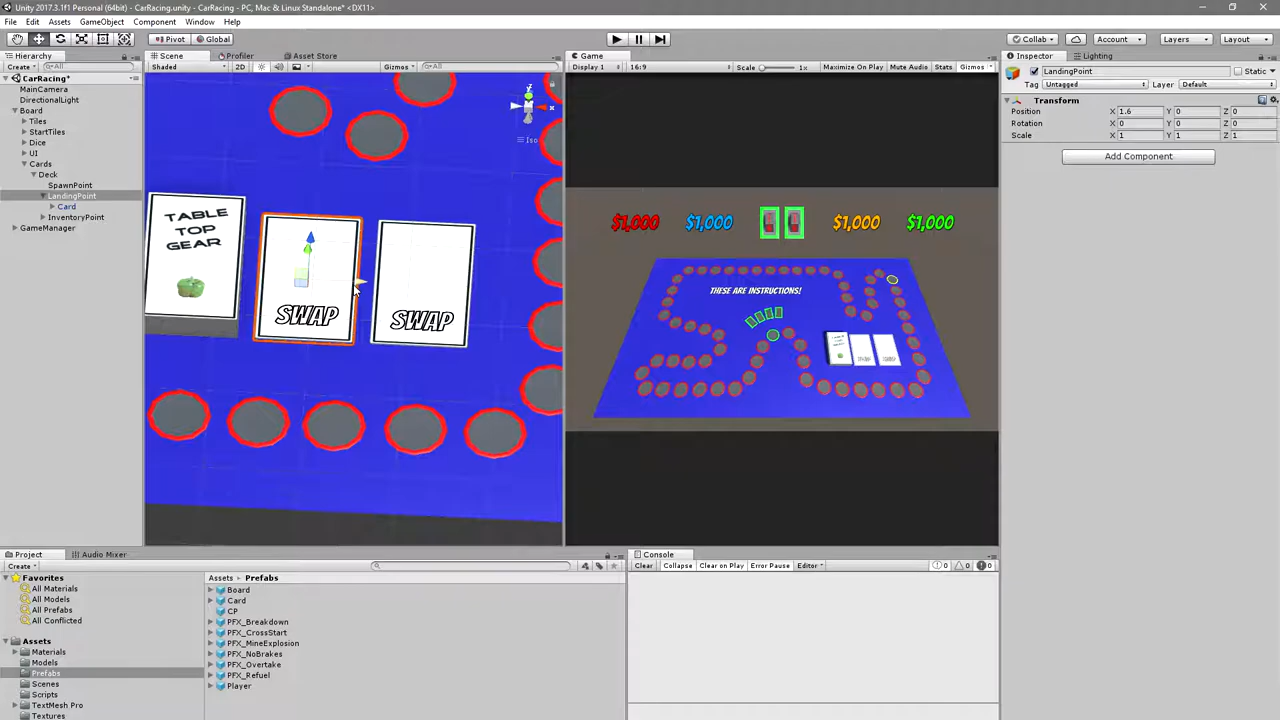 Unity 2017.3.1f1 Personal (64bit) - CarRacing.unity - CarRacing - PC, Mac & Linux Standalone* <DX11>
File Edit Assets GameObject Component Window Help
Pivot Global Collab Account Layers Layout
Hierarchy Scene Profiler Asset Store Game Inspector Lighting
Create All Shaded 2D Gizmos All Display 1 16:9 Scale 1x Maximize On Play Mute Audio Stats Gizmos
LandingPoint Static
Tag Untagged Layer Default
Transform
Position X 1.6 Y 0 Z 0
Rotation X 0 Y 0 Z 0
Scale X 1 Y 1 Z 1
Add Component
CarRacing*
MainCamera
DirectionalLight
Board
Tiles
StartTiles
Dice
UI
Cards
Deck
SpawnPoint
LandingPoint
Card
InventoryPoint
GameManager
y
x
Iso
TABLE
TOP
GEAR
SWAP
SWAP
$1,000 $1,000 $1,000 $1,000
THESE ARE INSTRUCTIONS!
Project Audio Mixer
Create
Favorites
All Materials
All Models
All Prefabs
All Conflicted
Assets
Materials
Models
Prefabs
Scenes
Scripts
TextMesh Pro
Textures
Assets Prefabs
Board
Card
CP
PFX_Breakdown
PFX_CrossStart
PFX_MineExplosion
PFX_NoBrakes
PFX_Overtake
PFX_Refuel
Player
Console
Clear Collapse Clear on Play Error Pause Editor 0 0 0